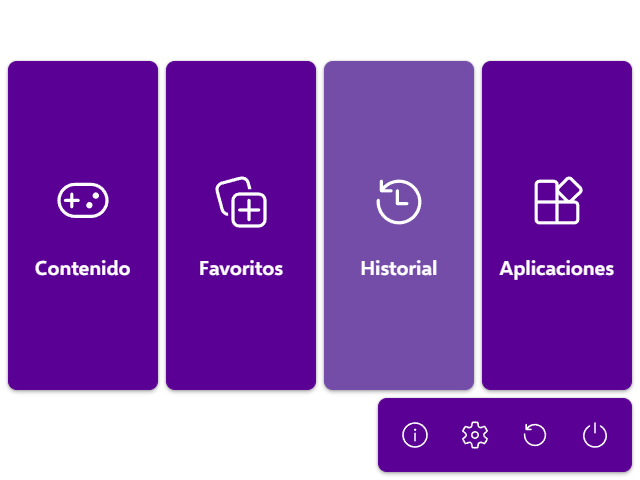 Contenido
Favoritos
Historial
Aplicaciones